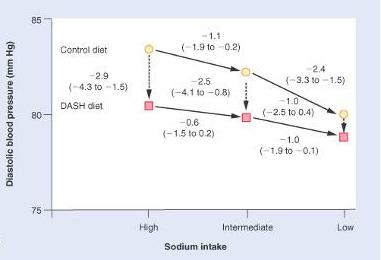 85
80
75
Diastolic blood pressure (mm Hg)
Control diet
DASH diet
−1.1
(−1.9 to −0.2)
−2.4
(−3.3 to −1.5)
−2.9
(−4.3 to −1.5)
−2.5
(−4.1 to −0.8)
−1.0
(−2.5 to 0.4)
−0.6
(−1.5 to 0.2)
−1.0
(−1.9 to −0.1)
High
Intermediate
Low
Sodium intake